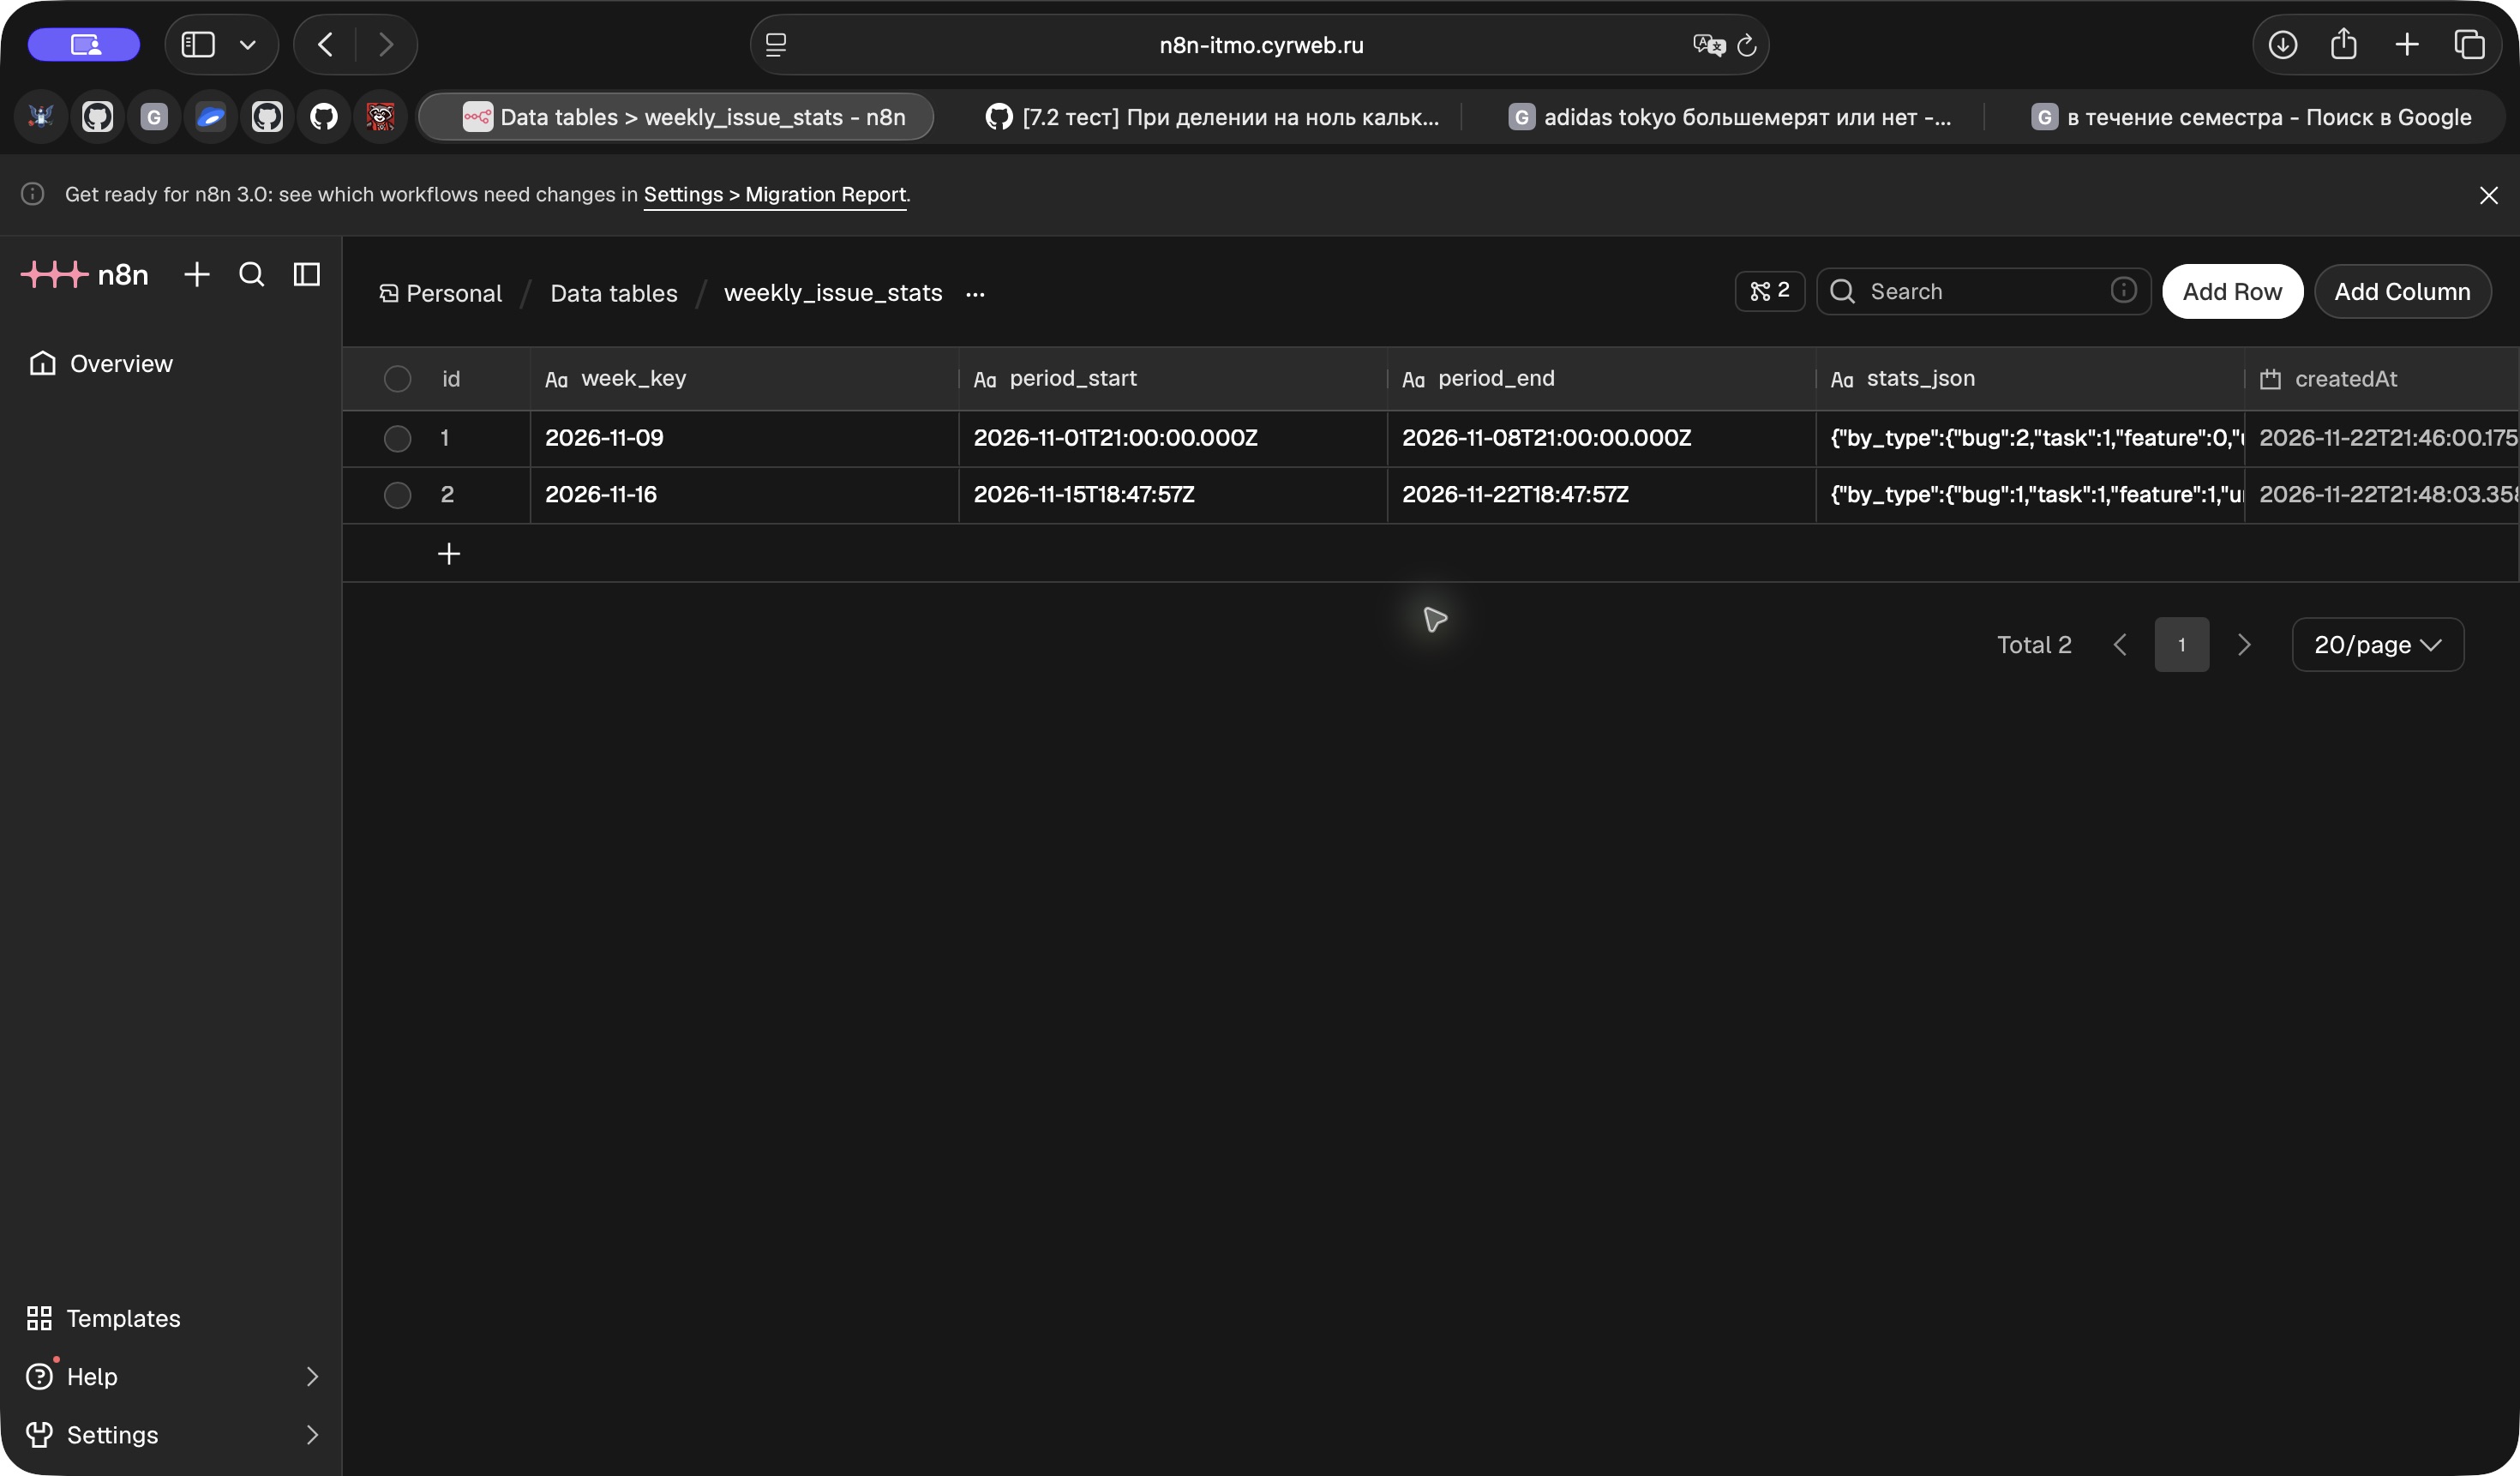 n8n-itmo.cyrweb.ru
Data tables > weekly_issue_stats - n8n
[7.2 тест] При делении на ноль кальк...
adidas tokyo большемерят или нет -...
в течение семестра - Поиск в Google
Get ready for n8n 3.0: see which workflows need changes in Settings > Migration Report.
n8n
Personal / Data tables / weekly_issue_stats ...
2
Search
Add Row
Add Column
Overview
id Aa week_key Aa period_start Aa period_end Aa stats_json createdAt
1 2026-11-09 2026-11-01T21:00:00.000Z 2026-11-08T21:00:00.000Z {"by_type":{"bug":2,"task":1,"feature":0," 2026-11-22T21:46:00.175
2 2026-11-16 2026-11-15T18:47:57Z 2026-11-22T18:47:57Z {"by_type":{"bug":1,"task":1,"feature":1,"u 2026-11-22T21:48:03.35
Total 2
1
20/page
Templates
Help
Settings